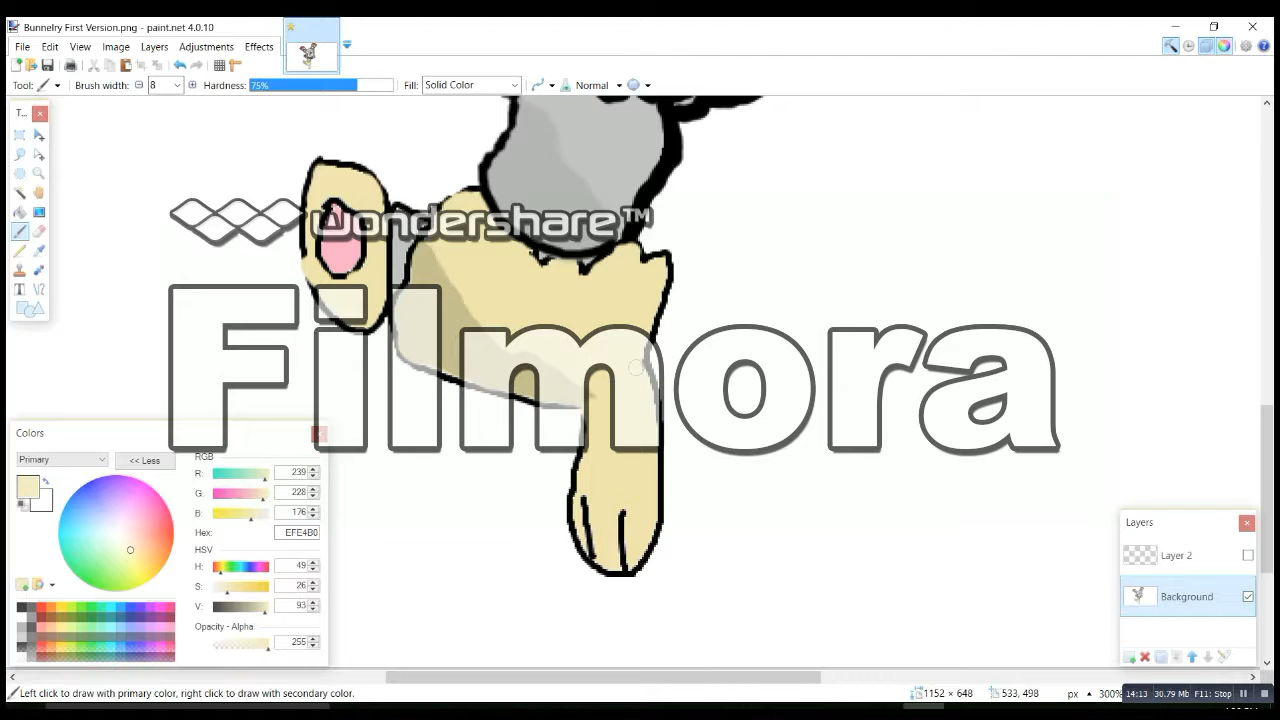 Bunnelry First Version.png - paint.net 4.0.10
File Edit View Image Layers Adjustments Effects
Tool: Brush width: 8 Hardness: 75% Fill: Solid Color Normal
T...
wondershare™
Filmora
Colors
Primary << Less
RGB
R: 239
G: 228
B: 176
Hex: EFE4B0
HSV
H: 49
S: 26
V: 93
Opacity - Alpha
255
Layers
Layer 2
Background
Left click to draw with primary color, right click to draw with secondary color. 1152 × 648 533, 498 px 300%
14:13 30.79 Mb F11: Stop